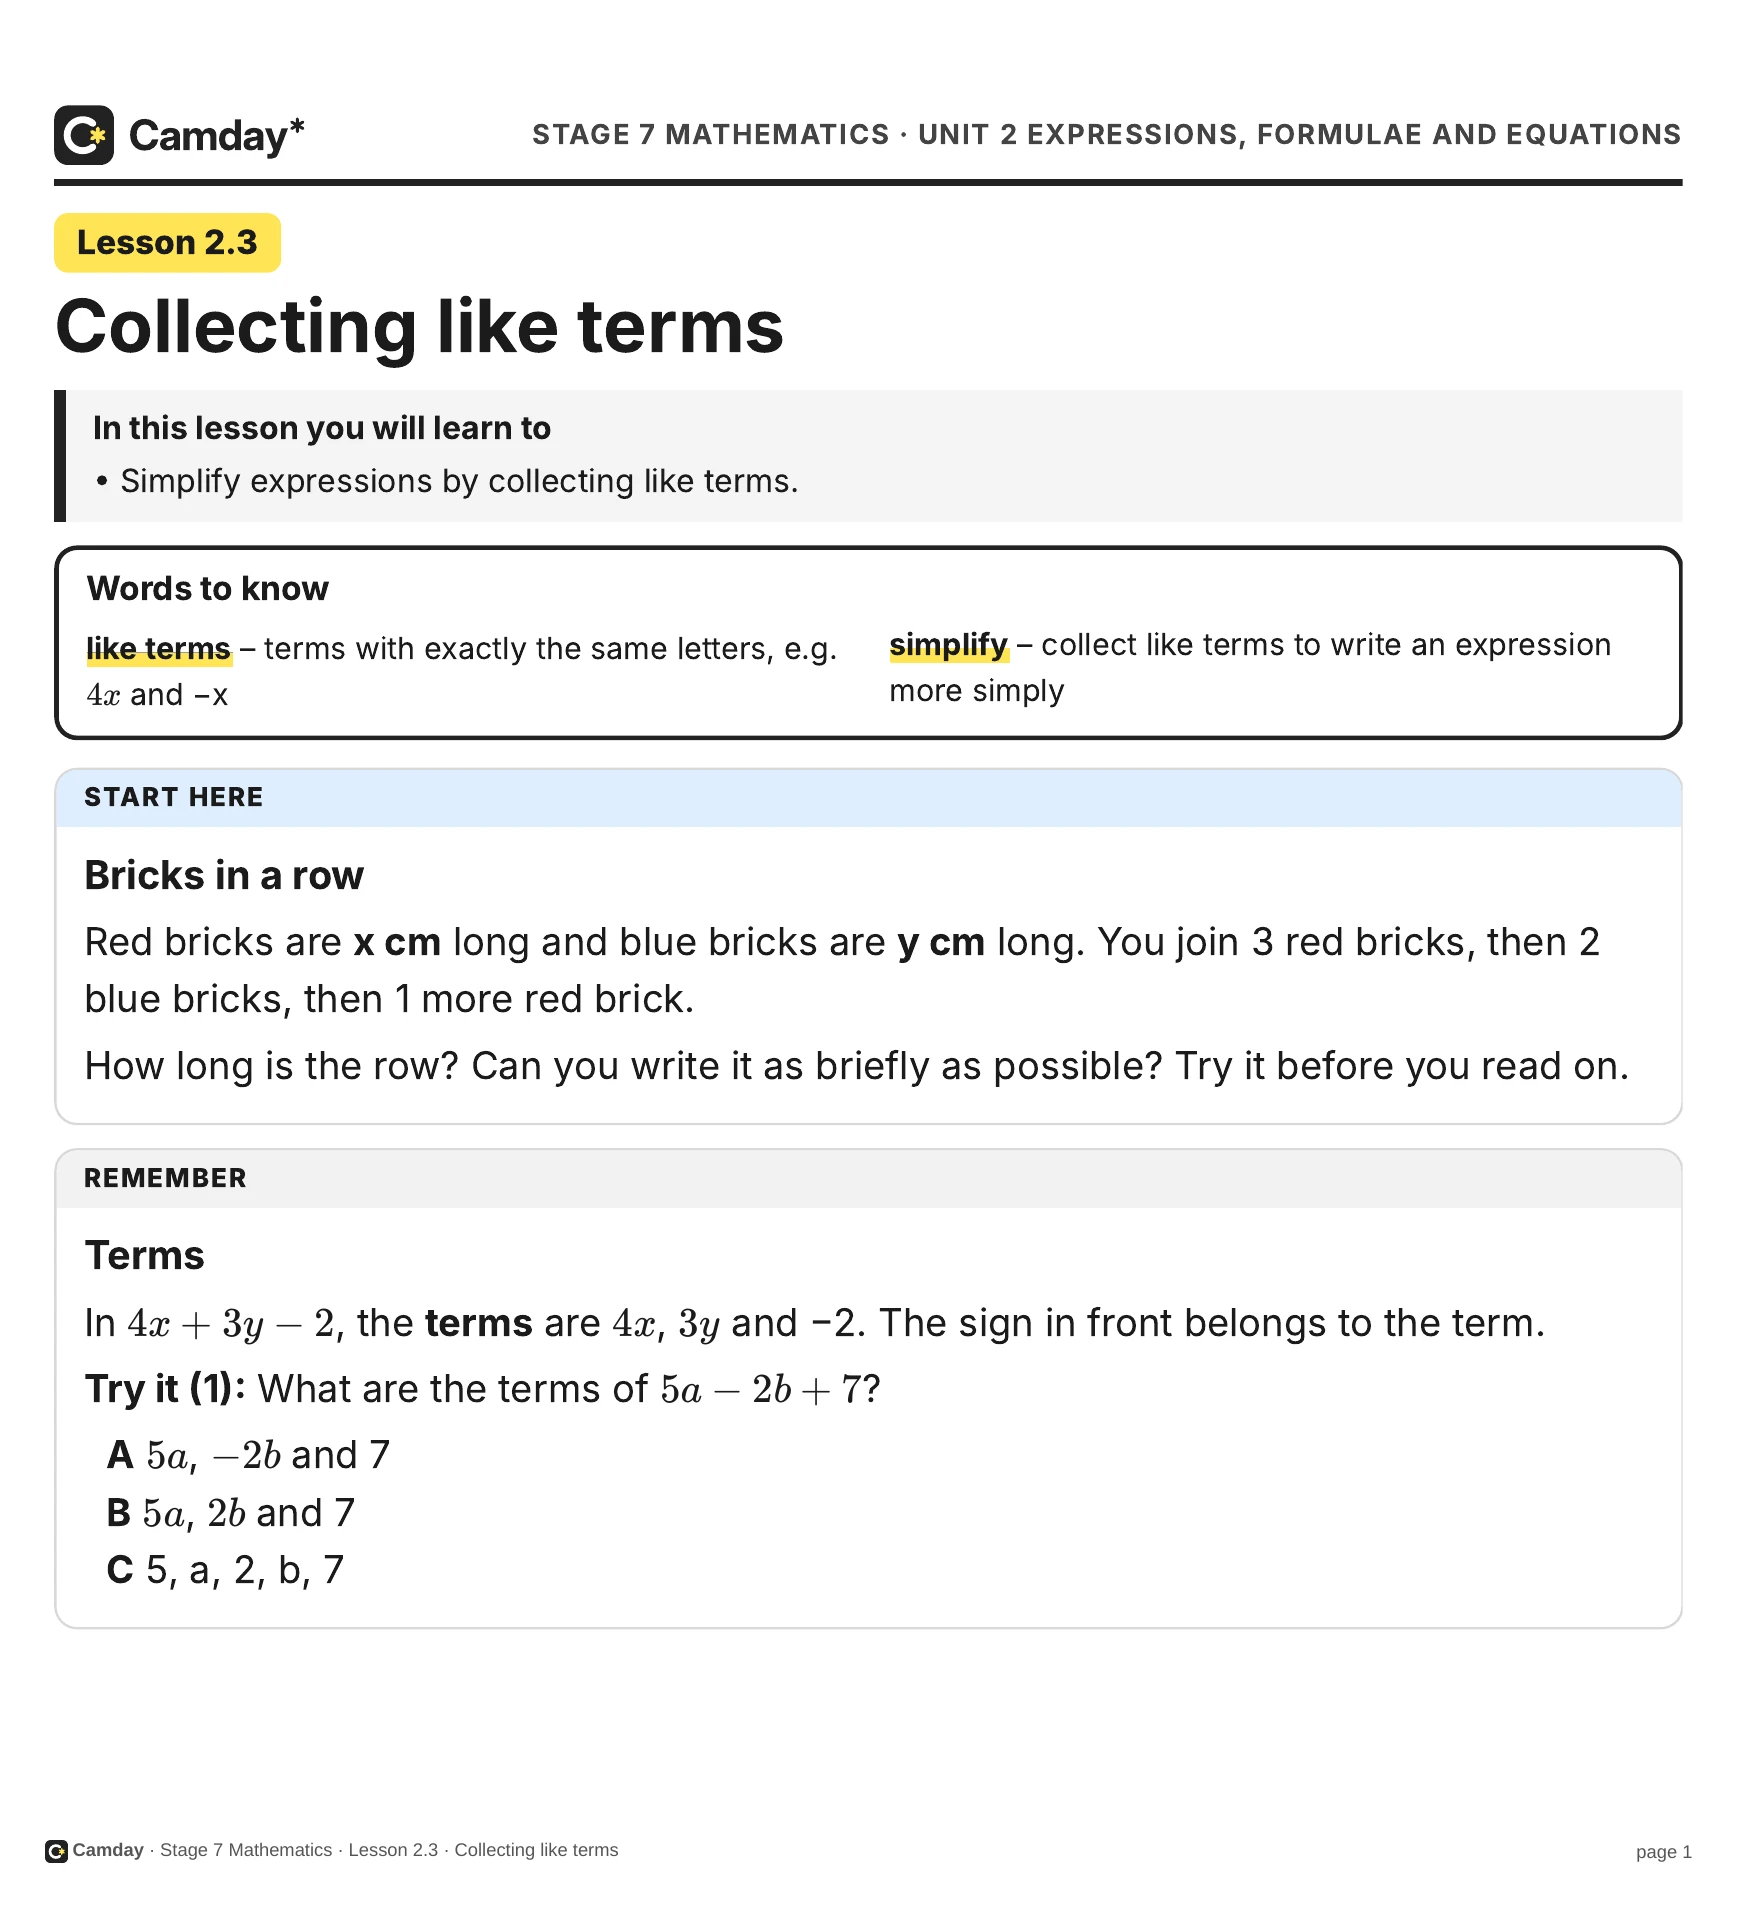 Camday*
STAGE 7 MATHEMATICS · UNIT 2 EXPRESSIONS, FORMULAE AND EQUATIONS
Lesson 2.3
Collecting like terms
In this lesson you will learn to
• Simplify expressions by collecting like terms.
Words to know
like terms – terms with exactly the same letters, e.g.
4x and −x
simplify – collect like terms to write an expression
more simply
START HERE
Bricks in a row
Red bricks are x cm long and blue bricks are y cm long. You join 3 red bricks, then 2
blue bricks, then 1 more red brick.
How long is the row? Can you write it as briefly as possible? Try it before you read on.
REMEMBER
Terms
In 4x + 3y − 2, the terms are 4x, 3y and −2. The sign in front belongs to the term.
Try it (1): What are the terms of 5a − 2b + 7?
A 5a, −2b and 7
B 5a, 2b and 7
C 5, a, 2, b, 7
Camday · Stage 7 Mathematics · Lesson 2.3 · Collecting like terms
page 1